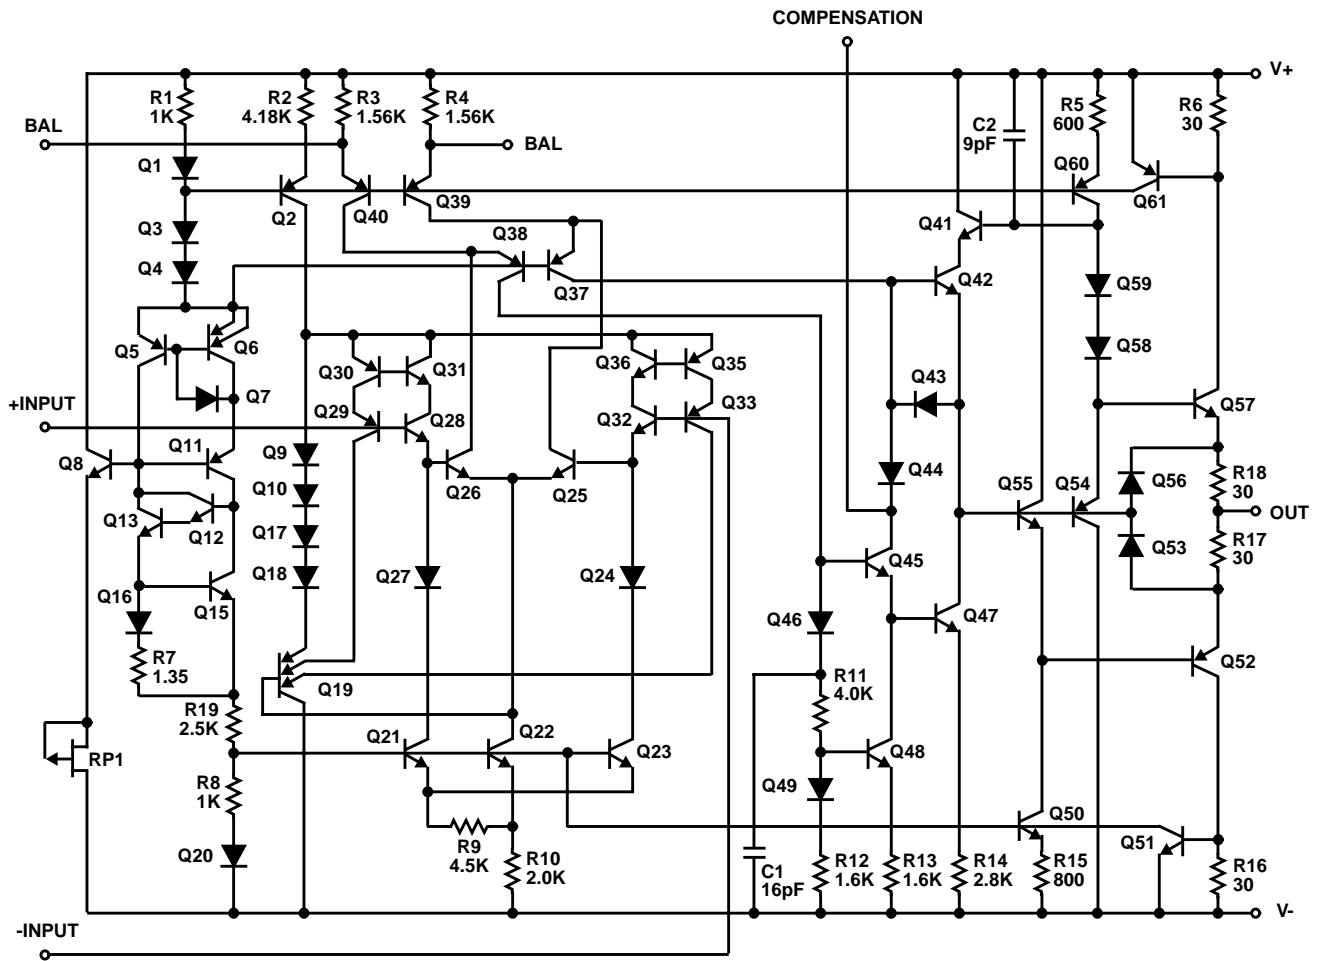 COMPENSATION
V+
R1
1K
R2
4.18K
R3
1.56K
R4
1.56K
C2
9pF
R5
600
R6
30
BAL
BAL
Q1
Q2
Q40
Q39
Q60
Q61
Q3
Q4
Q38
Q37
Q41
Q42
Q59
Q58
Q5
Q6
Q7
Q30
Q31
Q36
Q35
Q43
Q57
+INPUT
Q29
Q28
Q32
Q33
Q8
Q11
Q9
Q10
Q26
Q25
Q44
Q55
Q54
Q56
R18
30
OUT
Q13
Q12
Q17
Q18
Q27
Q24
Q45
Q53
R17
30
Q16
Q15
Q46
Q47
R7
1.35
Q19
R11
4.0K
Q52
R19
2.5K
Q21
Q22
Q23
Q48
RP1
R8
1K
Q49
Q20
R9
4.5K
R10
2.0K
C1
16pF
R12
1.6K
R13
1.6K
R14
2.8K
Q50
R15
800
Q51
R16
30
V-
-INPUT